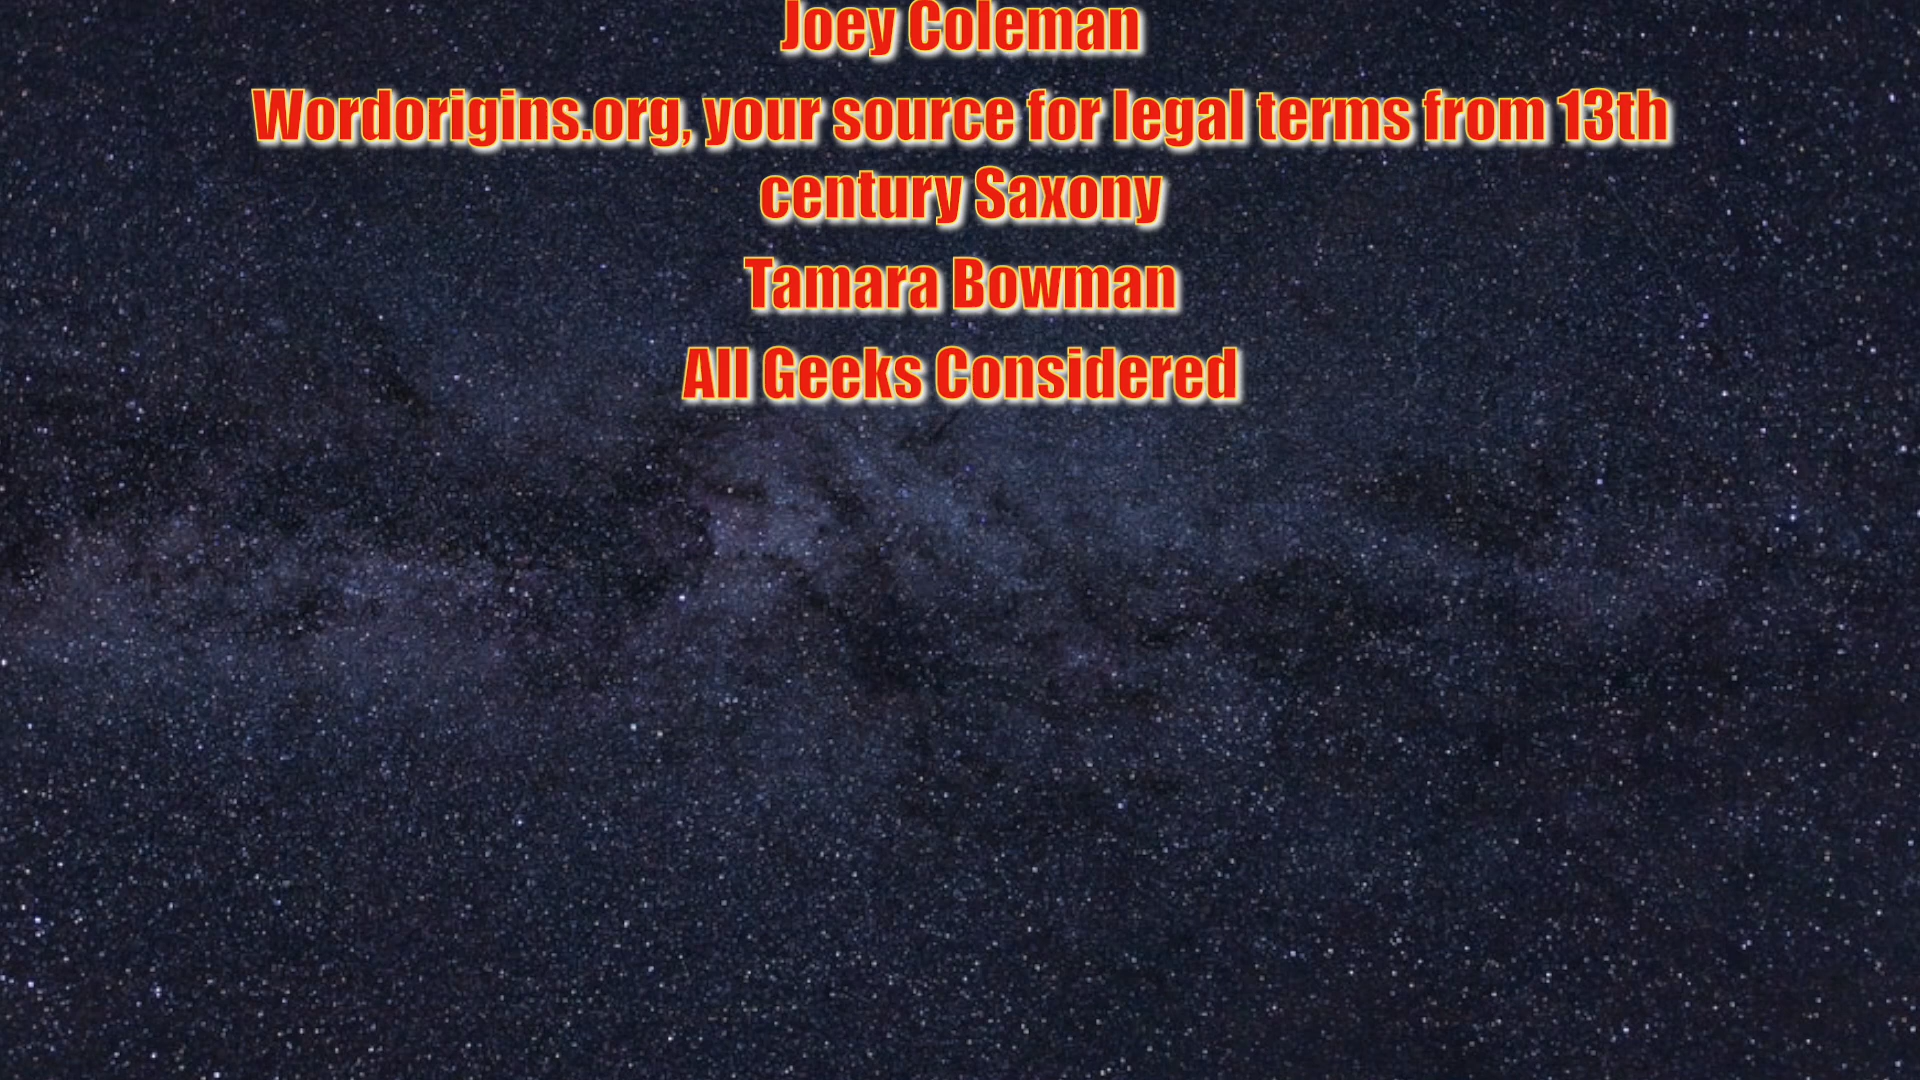 Joey Coleman
Wordorigins.org, your source for legal terms from 13th
century Saxony
Tamara Bowman
All Geeks Considered